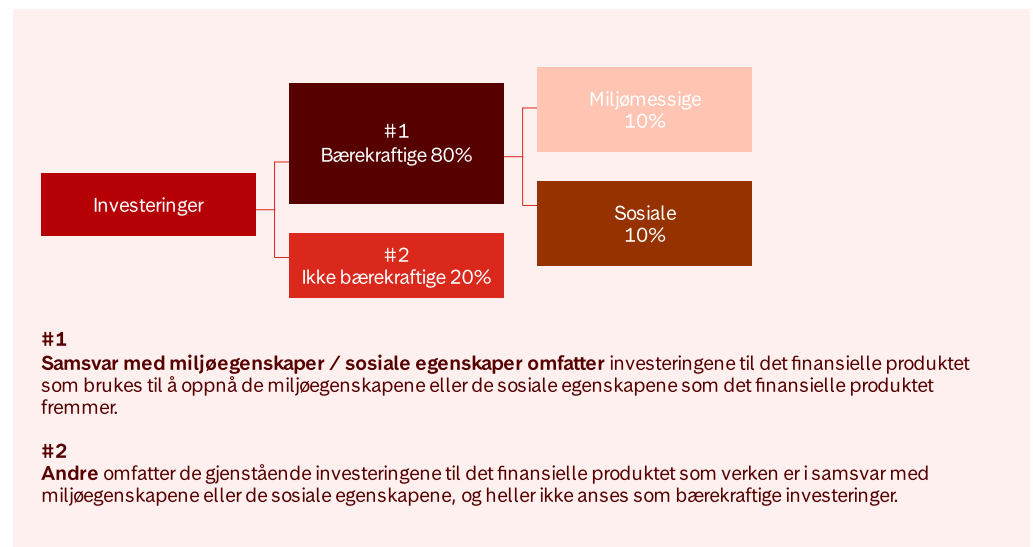 Investeringer
#1
Bærekraftige 80%
#2
Ikke bærekraftige 20%
Miljømessige
10%
Sosiale
10%
#1
Samsvar med miljøegenskaper / sosiale egenskaper omfatter investeringene til det finansielle produktet
som brukes til å oppnå de miljøegenskapene eller de sosiale egenskapene som det finansielle produktet
fremmer.
#2
Andre omfatter de gjenstående investeringene til det finansielle produktet som verken er i samsvar med
miljøegenskapene eller de sosiale egenskapene, og heller ikke anses som bærekraftige investeringer.